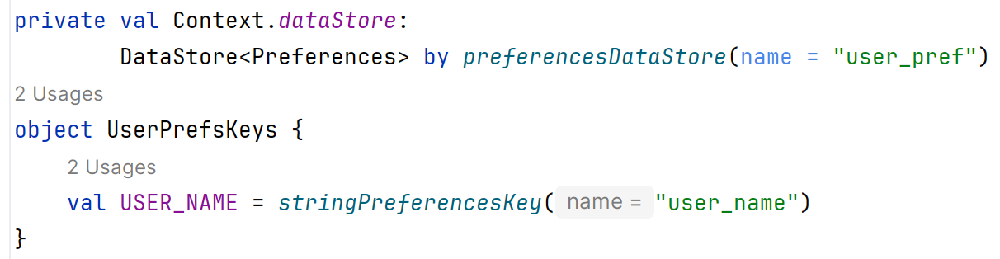 private val Context.dataStore:
DataStore<Preferences> by preferencesDataStore(name = "user_pref")
2 Usages
object UserPrefsKeys {
2 Usages
val USER_NAME = stringPreferencesKey( name = "user_name")
}